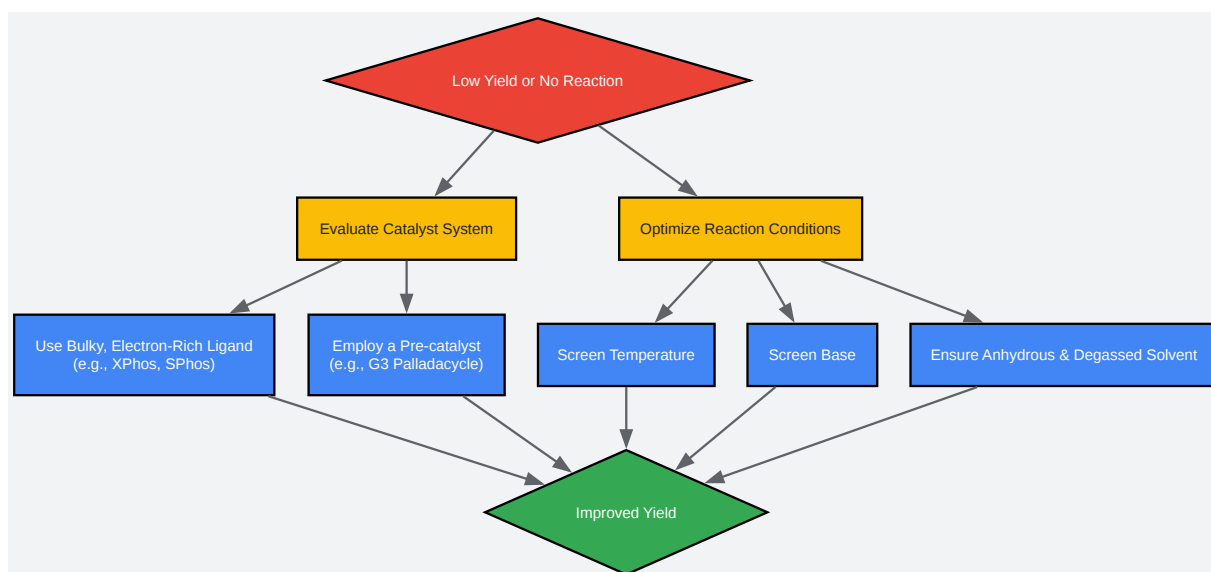 Low Yield or No Reaction
Evaluate Catalyst System
Optimize Reaction Conditions
Use Bulky, Electron-Rich Ligand
(e.g., XPhos, SPhos)
Employ a Pre-catalyst
(e.g., G3 Palladacycle)
Screen Temperature
Screen Base
Ensure Anhydrous & Degassed Solvent
Improved Yield